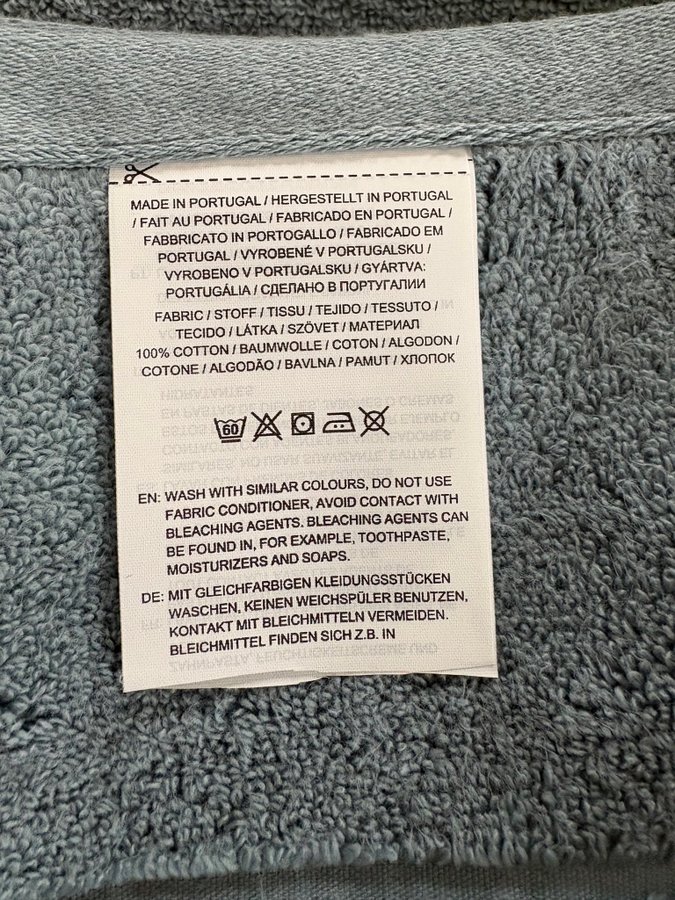 MADE IN PORTUGAL / HERGESTELLT IN PORTUGAL
/ FAIT AU PORTUGAL / FABRICADO EN PORTUGAL /
FABBRICATO IN PORTOGALLO / FABRICADO EM
PORTUGAL / VYROBENÉ V PORTUGALSKU /
VYROBENO V PORTUGALSKU / GYÁRTVA:
PORTUGÁLIA / СДЕЛАНО В ПОРТУГАЛИИ
FABRIC / STOFF / TISSU / TEJIDO / TESSUTO /
TECIDO / LÁTKA / SZÖVET / МАТЕРИАЛ
100% COTTON / BAUMWOLLE / COTON / ALGODON /
COTONE / ALGODÃO / BAVLNA / PAMUT / ХЛОПОК
60
EN: WASH WITH SIMILAR COLOURS, DO NOT USE
FABRIC CONDITIONER, AVOID CONTACT WITH
BLEACHING AGENTS. BLEACHING AGENTS CAN
BE FOUND IN, FOR EXAMPLE, TOOTHPASTE,
MOISTURIZERS AND SOAPS.
DE: MIT GLEICHFARBIGEN KLEIDUNGSSTÜCKEN
WASCHEN, KEINEN WEICHSPÜLER BENUTZEN,
KONTAKT MIT BLEICHMITTELN VERMEIDEN.
BLEICHMITTEL FINDEN SICH Z.B. IN